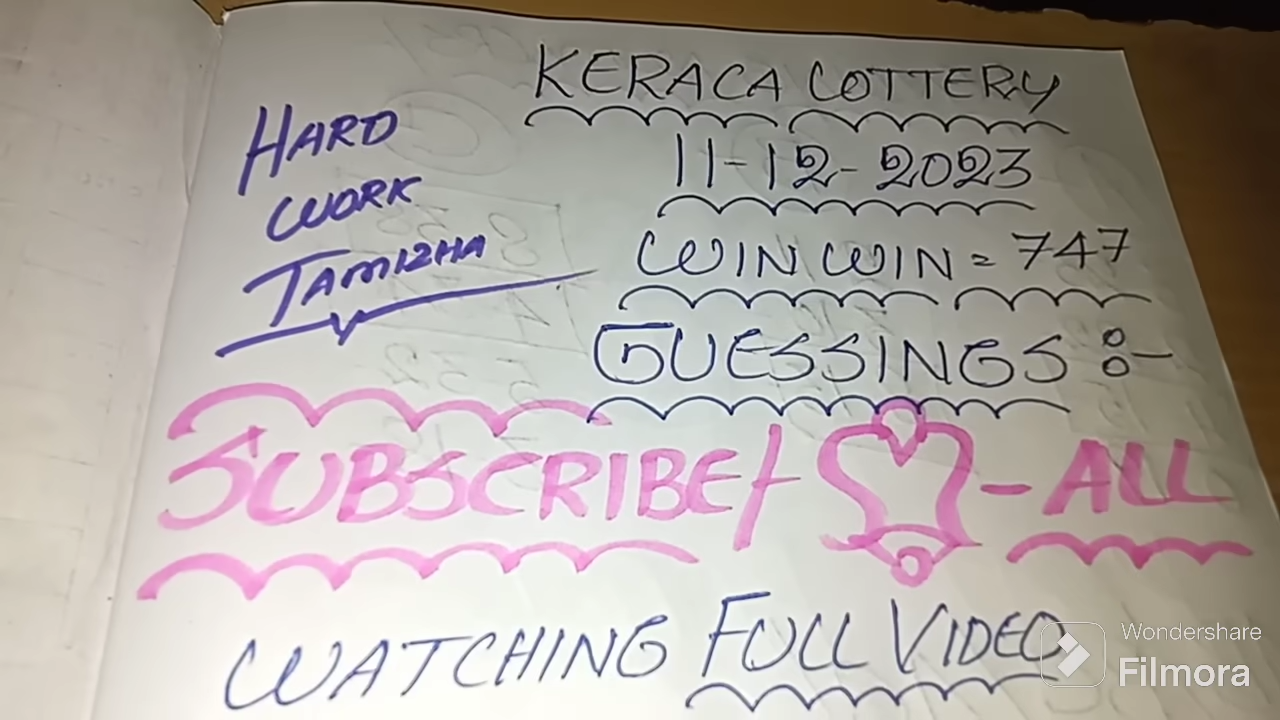 KERACA LOTTERY
HARD
WORK
TAMIZHA
11-12-2023
WIN WIN = 747
GUESSINGS :-
SUBSCRIBE/ - ALL
WATCHING FULL VIDEO
Wondershare
Filmora